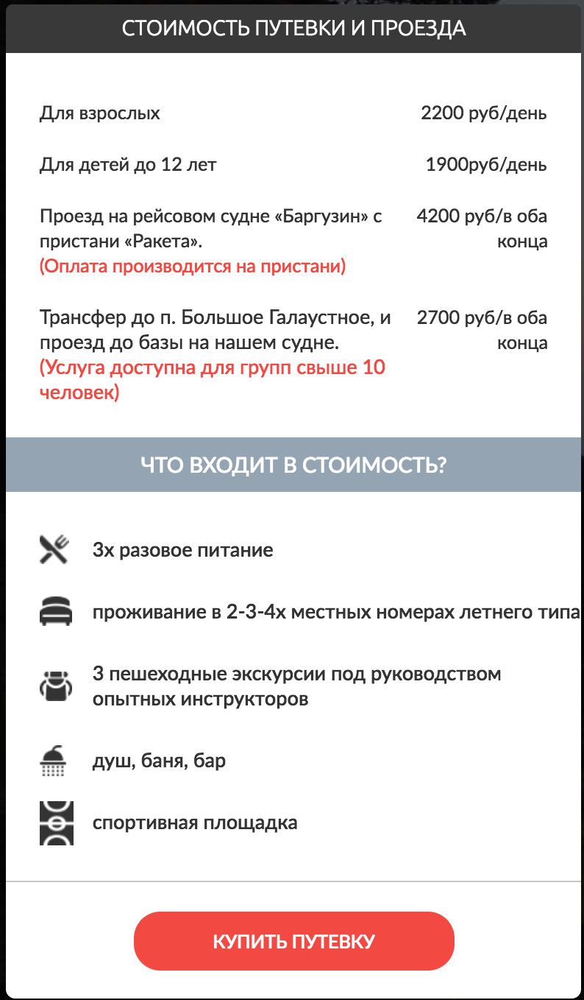 СТОИМОСТЬ ПУТЕВКИ И ПРОЕЗДА
Для взрослых 2200 руб/день
Для детей до 12 лет 1900руб/день
Проезд на рейсовом судне «Баргузин» с 4200 руб/в оба
пристани «Ракета». конца
(Оплата производится на пристани)
Трансфер до п. Большое Галаустное, и 2700 руб/в оба
проезд до базы на нашем судне. конца
(Услуга доступна для групп свыше 10
человек)
ЧТО ВХОДИТ В СТОИМОСТЬ?
3х разовое питание
проживание в 2-3-4х местных номерах летнего типа
3 пешеходные экскурсии под руководством
опытных инструкторов
душ, баня, бар
спортивная площадка
КУПИТЬ ПУТЕВКУ